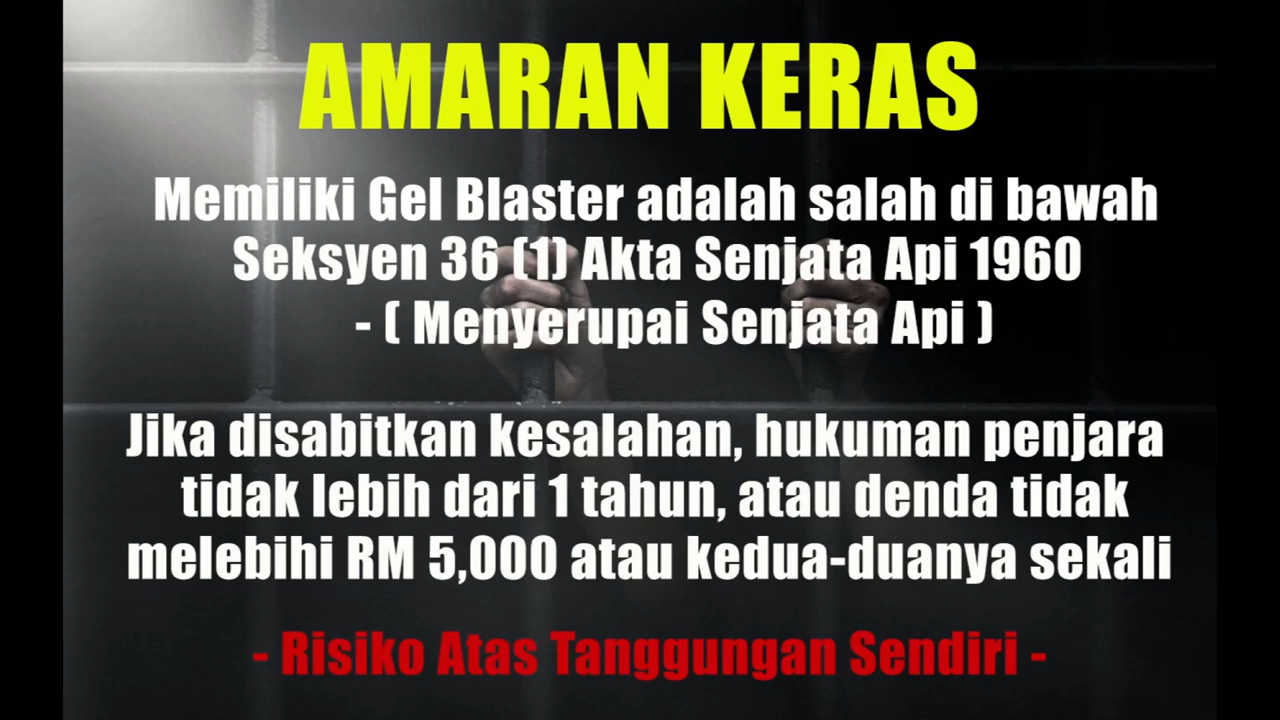 AMARAN KERAS
Memiliki Gel Blaster adalah salah di bawah
Seksyen 36 (1) Akta Senjata Api 1960
- ( Menyerupai Senjata Api )
Jika disabitkan kesalahan, hukuman penjara
tidak lebih dari 1 tahun, atau denda tidak
melebihi RM 5,000 atau kedua-duanya sekali
- Risiko Atas Tanggungan Sendiri -